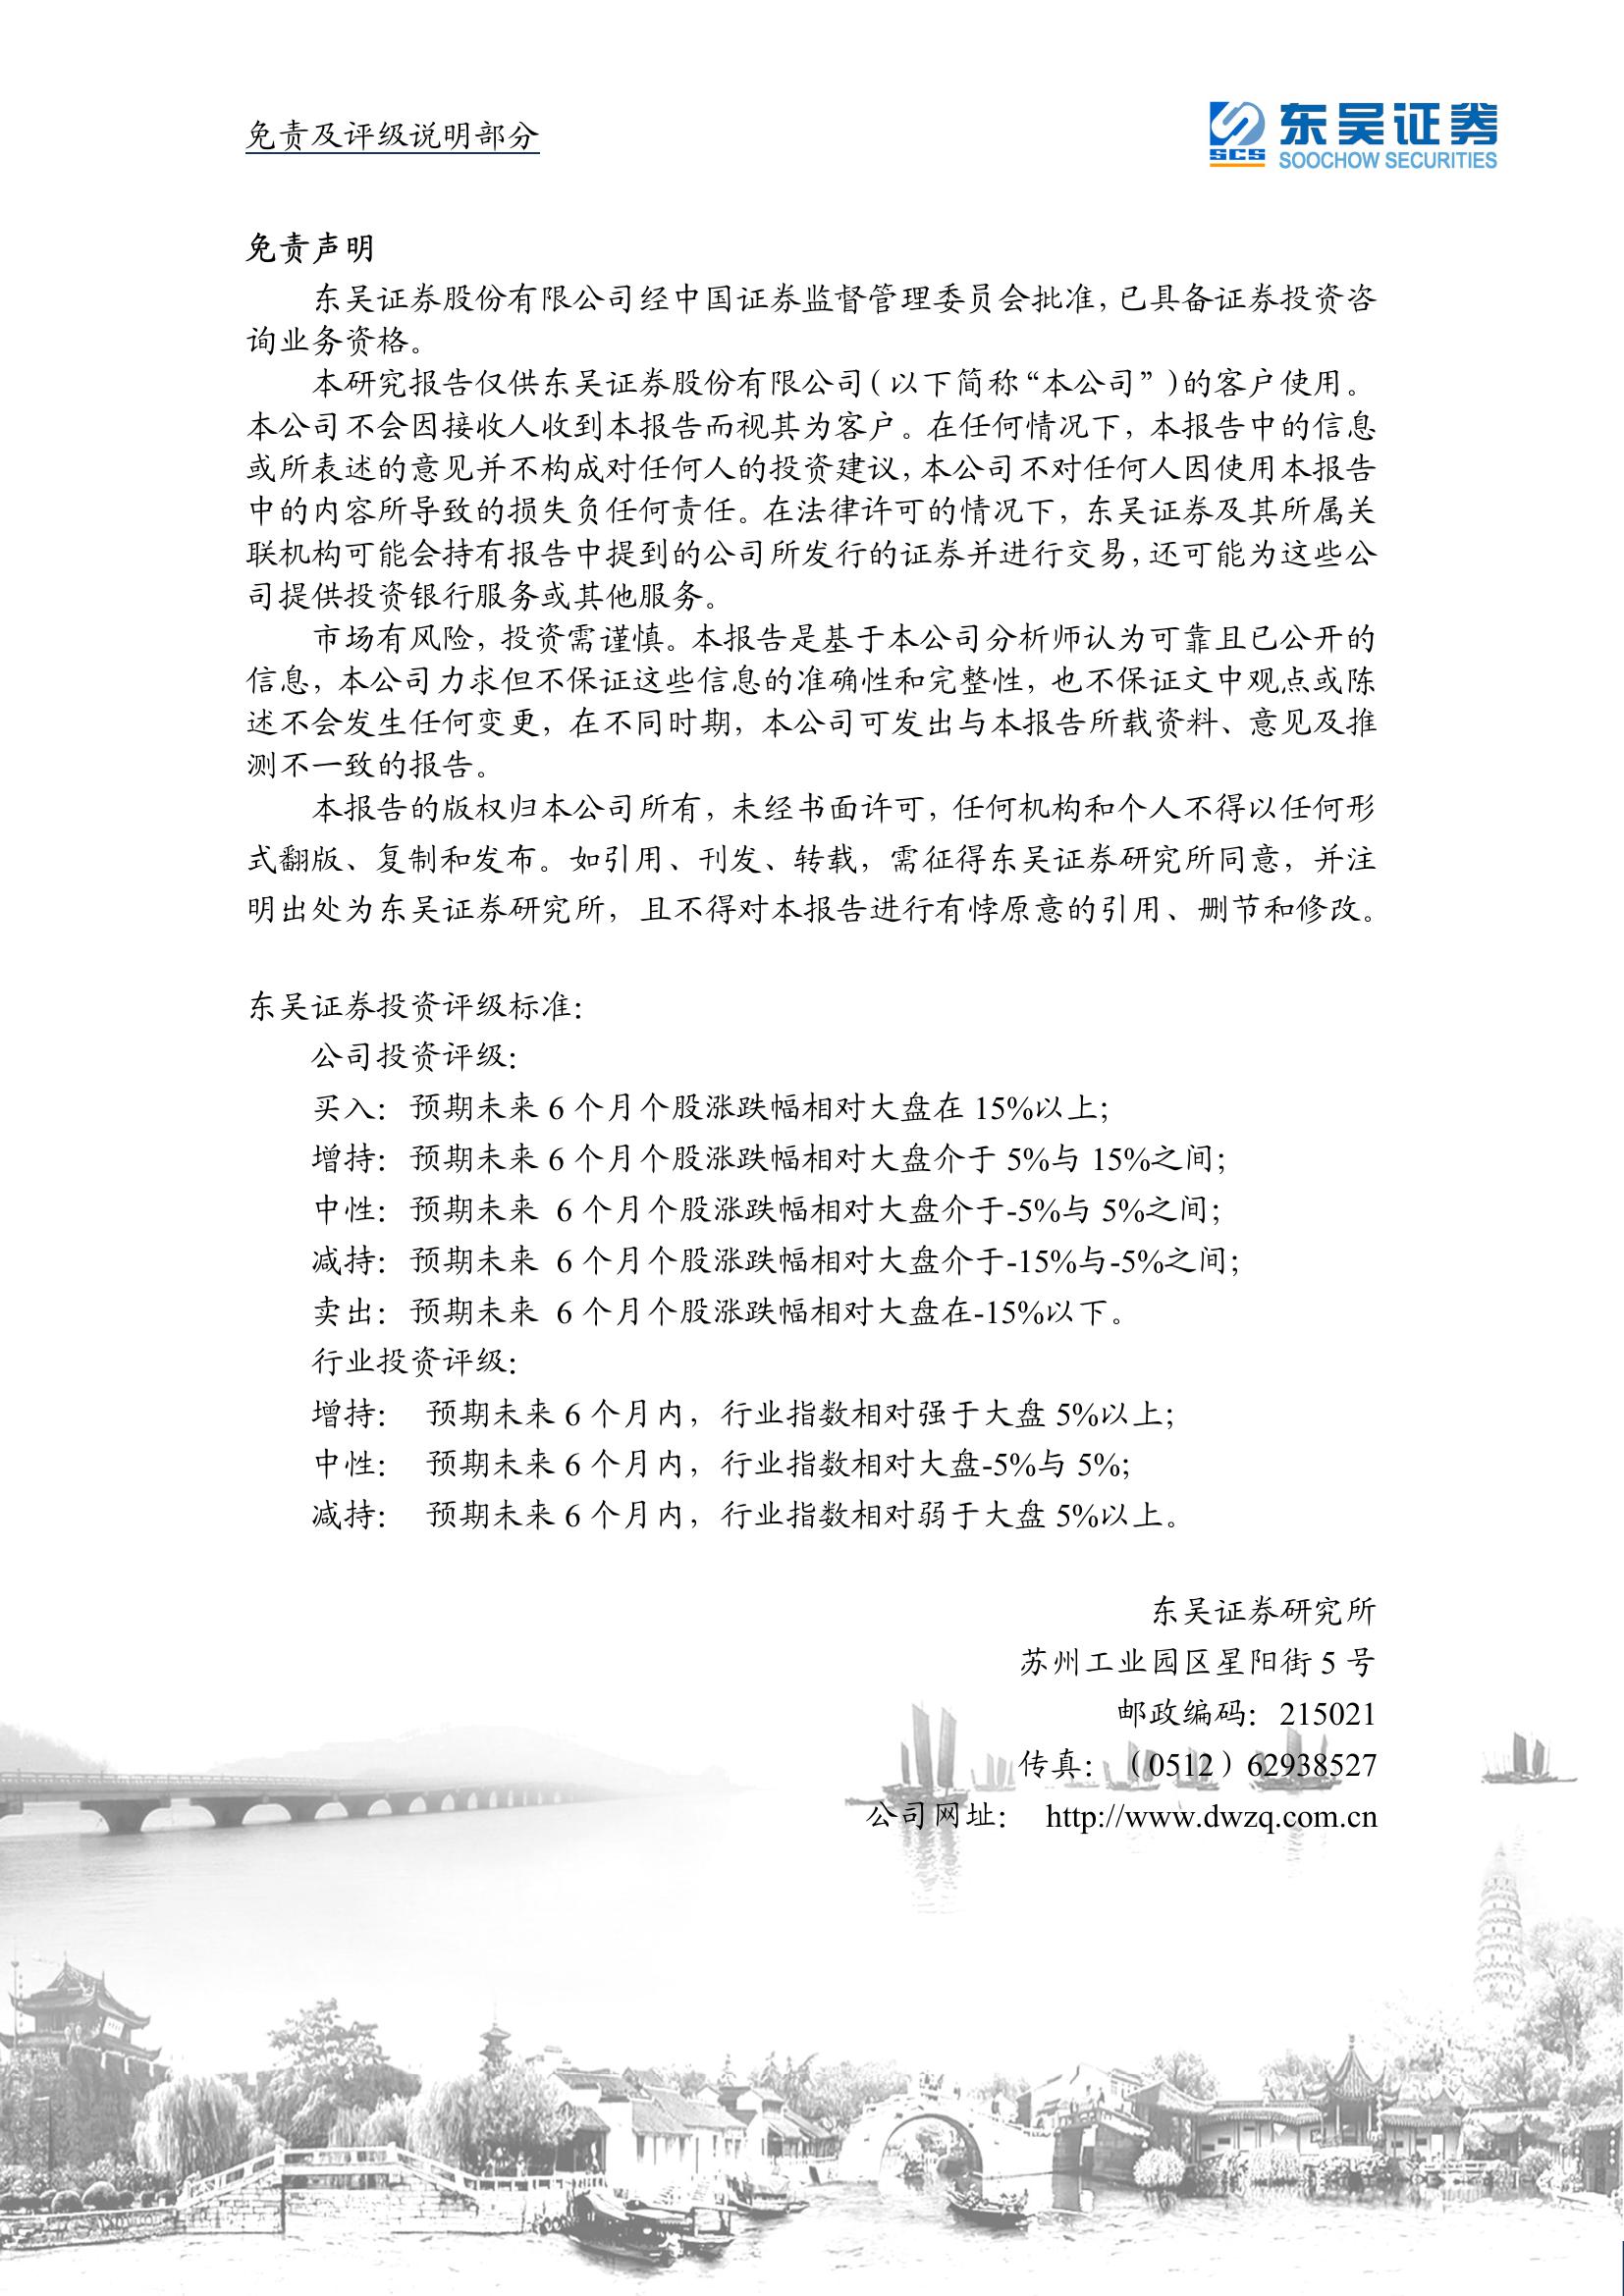 免责及评级说明部分
SCS 东吴证券
SOOCHOW SECURITIES
免责声明
东吴证券股份有限公司经中国证券监督管理委员会批准,已具备证券投资咨
询业务资格。
本研究报告仅供东吴证券股份有限公司(以下简称“本公司”)的客户使用。
本公司不会因接收人收到本报告而视其为客户。在任何情况下，本报告中的信息
或所表述的意见并不构成对任何人的投资建议,本公司不对任何人因使用本报告
中的内容所导致的损失负任何责任。在法律许可的情况下，东吴证券及其所属关
联机构可能会持有报告中提到的公司所发行的证券并进行交易,还可能为这些公
司提供投资银行服务或其他服务。
市场有风险，投资需谨慎。本报告是基于本公司分析师认为可靠且已公开的
信息，本公司力求但不保证这些信息的准确性和完整性，也不保证文中观点或陈
述不会发生任何变更，在不同时期，本公司可发出与本报告所载资料、意见及推
测不一致的报告。
本报告的版权归本公司所有，未经书面许可，任何机构和个人不得以任何形
式翻版、复制和发布。如引用、刊发、转载，需征得东吴证券研究所同意，并注
明出处为东吴证券研究所，且不得对本报告进行有悖原意的引用、删节和修改。
东吴证券投资评级标准：
公司投资评级：
买入：预期未来 6 个月个股涨跌幅相对大盘在 15%以上；
增持：预期未来 6 个月个股涨跌幅相对大盘介于 5%与 15%之间；
中性：预期未来 6 个月个股涨跌幅相对大盘介于-5%与 5%之间；
减持：预期未来 6 个月个股涨跌幅相对大盘介于-15%与-5%之间；
卖出：预期未来 6 个月个股涨跌幅相对大盘在-15%以下。
行业投资评级：
增持： 预期未来 6 个月内，行业指数相对强于大盘 5%以上；
中性： 预期未来 6 个月内，行业指数相对大盘-5%与 5%;
减持： 预期未来 6 个月内，行业指数相对弱于大盘 5%以上。
东吴证券研究所
苏州工业园区星阳街 5 号
邮政编码：215021
传真：（0512）62938527
公司网址： http://www.dwzq.com.cn